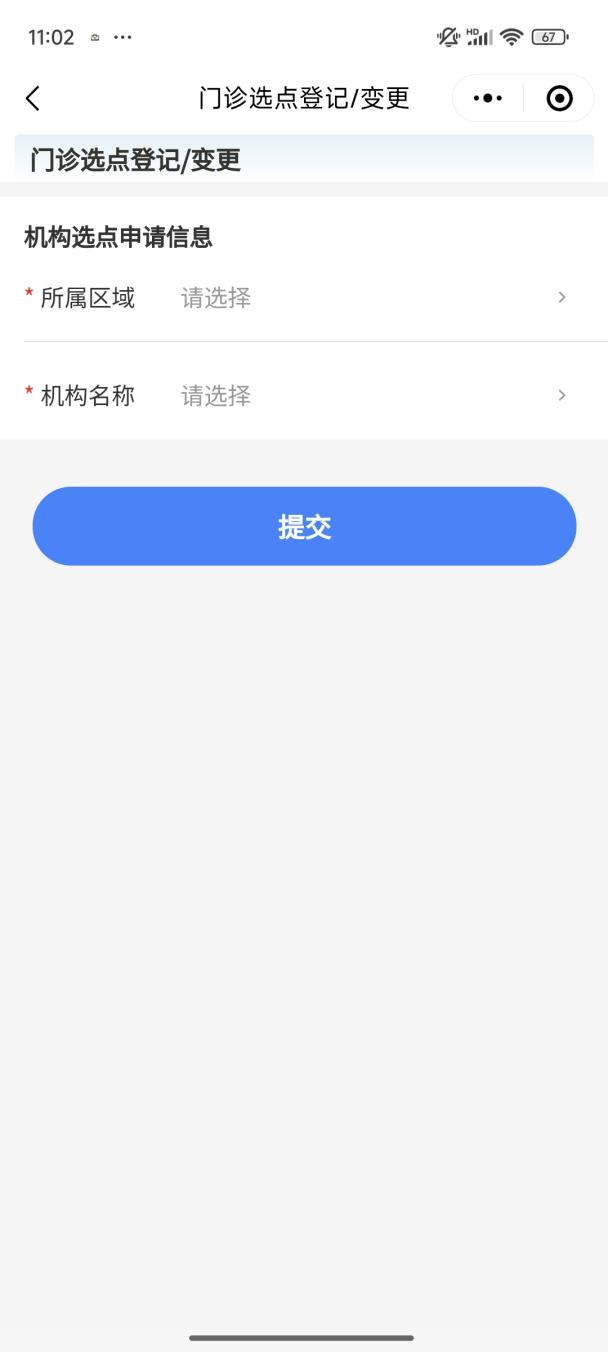 11:02
HD
67
门诊选点登记/变更
门诊选点登记/变更
机构选点申请信息
* 所属区域 请选择
* 机构名称 请选择
提交